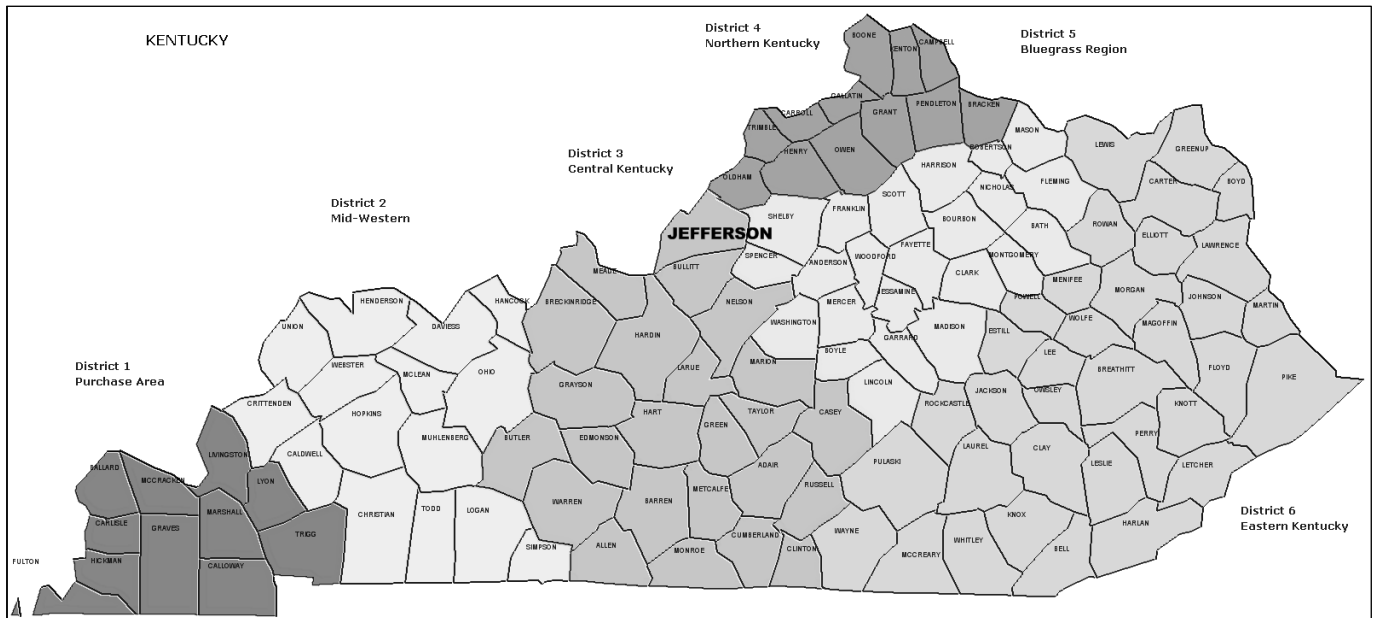 KENTUCKY
District 4
Northern Kentucky
District 5
Bluegrass Region
District 3
Central Kentucky
District 2
Mid-Western
District 1
Purchase Area
District 6
Eastern Kentucky
BOONE
KENTON
CAMPBELL
GALLATIN
CARROLL
TRIMBLE
GRANT
PENDLETON
BRACKEN
HENRY
OWEN
OLDHAM
MASON
ROBERTSON
LEWIS
GREENUP
HARRISON
NICHOLAS
FLEMING
CARTER
BOYD
SCOTT
SHELBY
FRANKLIN
BOURBON
BATH
ROWAN
ELLIOTT
LAWRENCE
JEFFERSON
FAYETTE
MONTGOMERY
SPENCER
ANDERSON
WOODFORD
CLARK
MENIFEE
MORGAN
BULLITT
MEADE
BRECKINRIDGE
HANCOCK
NELSON
MERCER
JESSAMINE
POWELL
JOHNSON
MARTIN
HENDERSON
UNION
DAVIESS
WASHINGTON
MADISON
ESTILL
WOLFE
MAGOFFIN
HARDIN
BOYLE
GARRARD
LEE
WEBSTER
MCLEAN
OHIO
LARUE
MARION
BREATHITT
FLOYD
PIKE
GRAYSON
LINCOLN
JACKSON
OWSLEY
KNOTT
CRITTENDEN
HOPKINS
HART
TAYLOR
CASEY
ROCKCASTLE
PERRY
MUHLENBERG
BUTLER
EDMONSON
GREEN
LAUREL
CLAY
LIVINGSTON
CALDWELL
ADAIR
PULASKI
LESLIE
LETCHER
BALLARD
MCCRACKEN
LYON
METCALFE
RUSSELL
WARREN
BARREN
CHRISTIAN
TODD
LOGAN
MARSHALL
CARLISLE
GRAVES
TRIGG
KNOX
HARLAN
SIMPSON
ALLEN
MONROE
CUMBERLAND
CLINTON
WAYNE
MCCREARY
WHITLEY
BELL
FULTON
HICKMAN
CALLOWAY